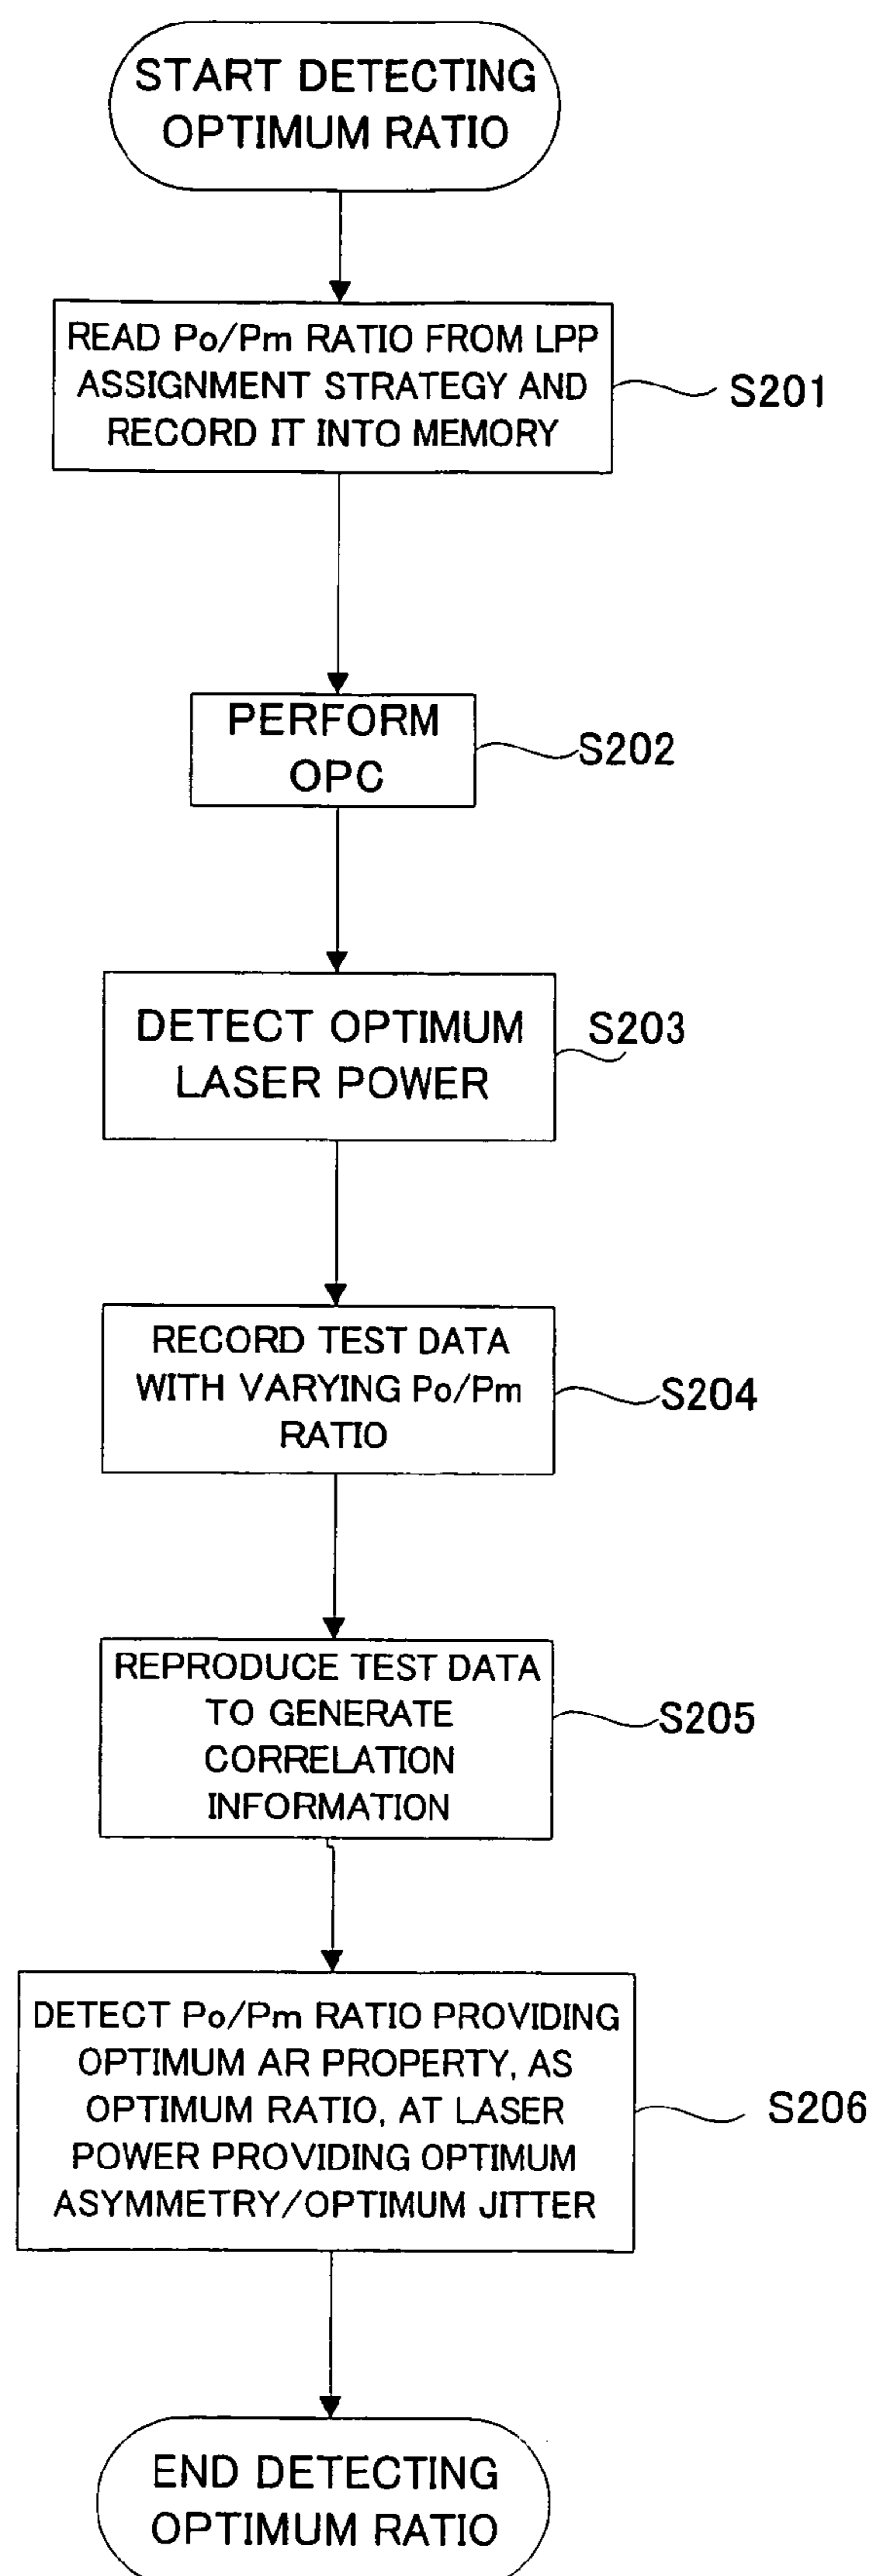 START DETECTING
OPTIMUM RATIO
READ Po/Pm RATIO FROM LPP
ASSIGNMENT STRATEGY AND
RECORD IT INTO MEMORY
S201
PERFORM
OPC
S202
DETECT OPTIMUM
LASER POWER
S203
RECORD TEST DATA
WITH VARYING Po/Pm
RATIO
S204
REPRODUCE TEST DATA
TO GENERATE
CORRELATION
INFORMATION
S205
DETECT Po/Pm RATIO PROVIDING
OPTIMUM AR PROPERTY, AS
OPTIMUM RATIO, AT LASER
POWER PROVIDING OPTIMUM
ASYMMETRY/OPTIMUM JITTER
S206
END DETECTING
OPTIMUM RATIO